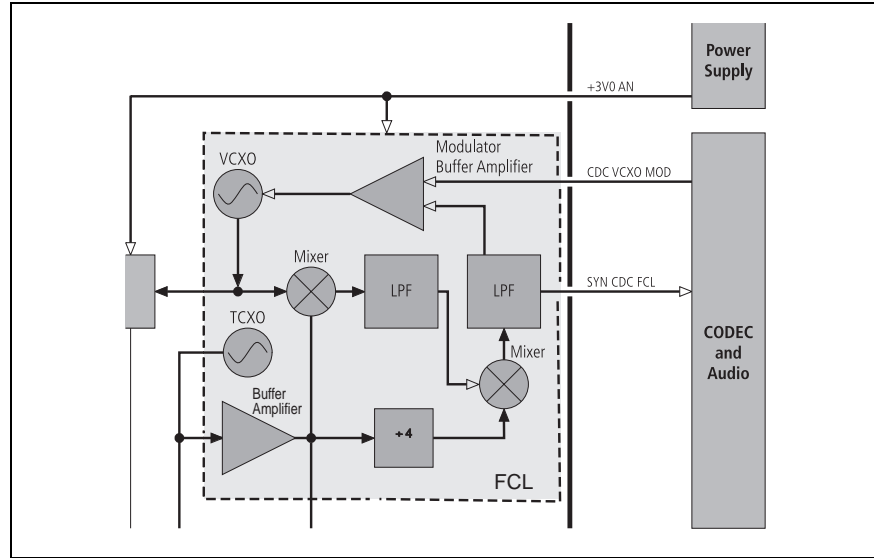 Power
Supply
+3V0 AN
VCXO
Modulator
Buffer Amplifier
CDC VCXO MOD
Mixer
LPF
LPF
SYN CDC FCL
TCXO
Mixer
CODEC
and
Audio
Buffer
Amplifier
÷4
FCL